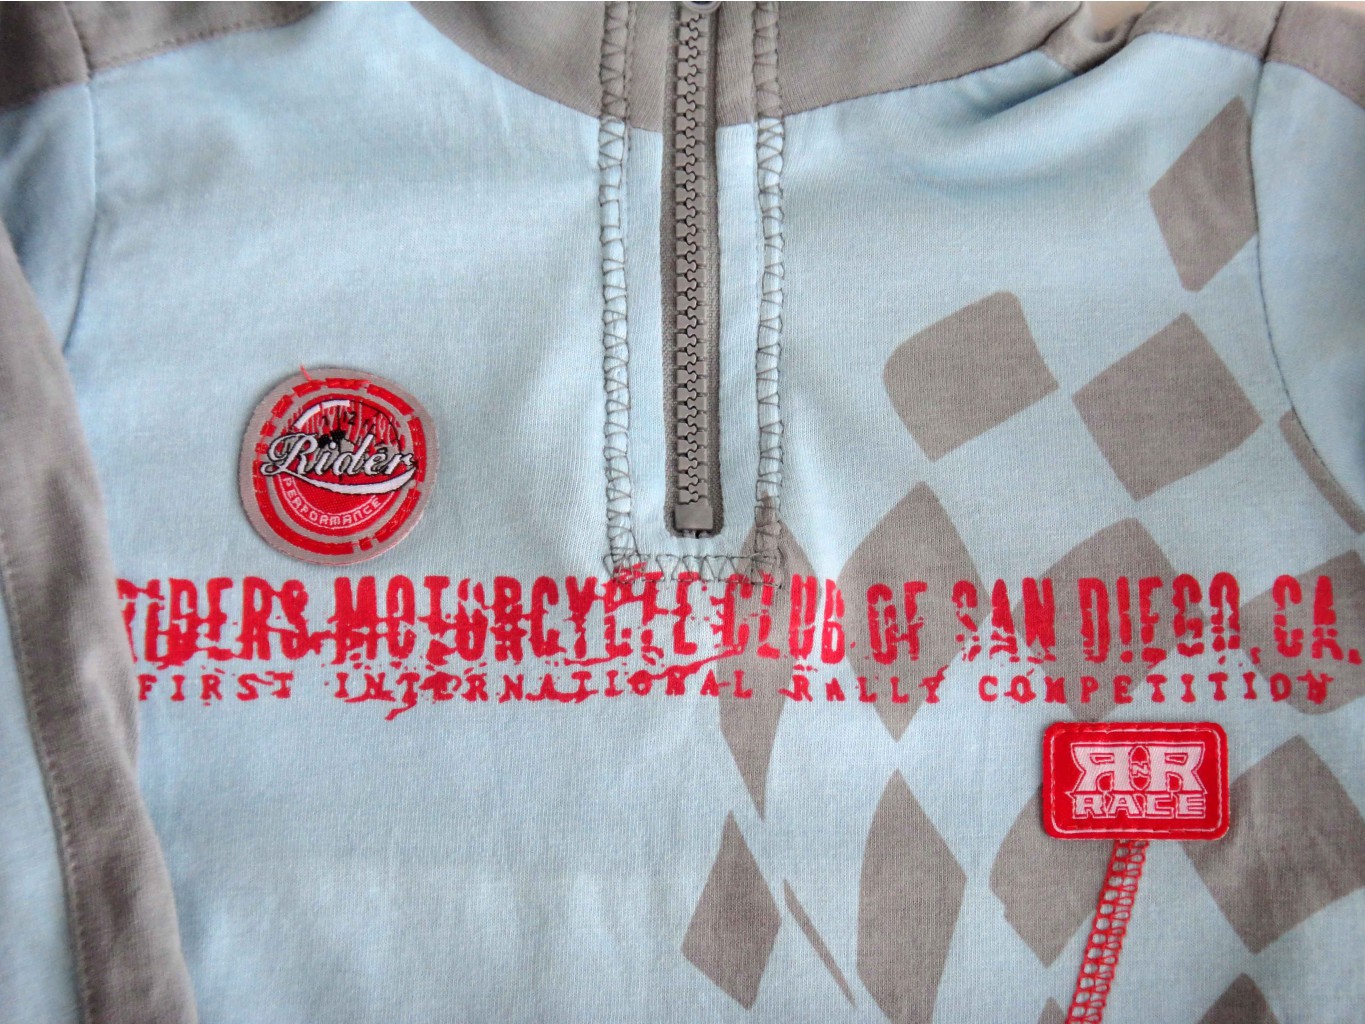 Rider
PERFORMANCE
RIDERS MOTORCYCLE CLUB OF SAN DIEGO, CA.
FIRST INTERNATIONAL RALLY COMPETITION
RNR
RACE